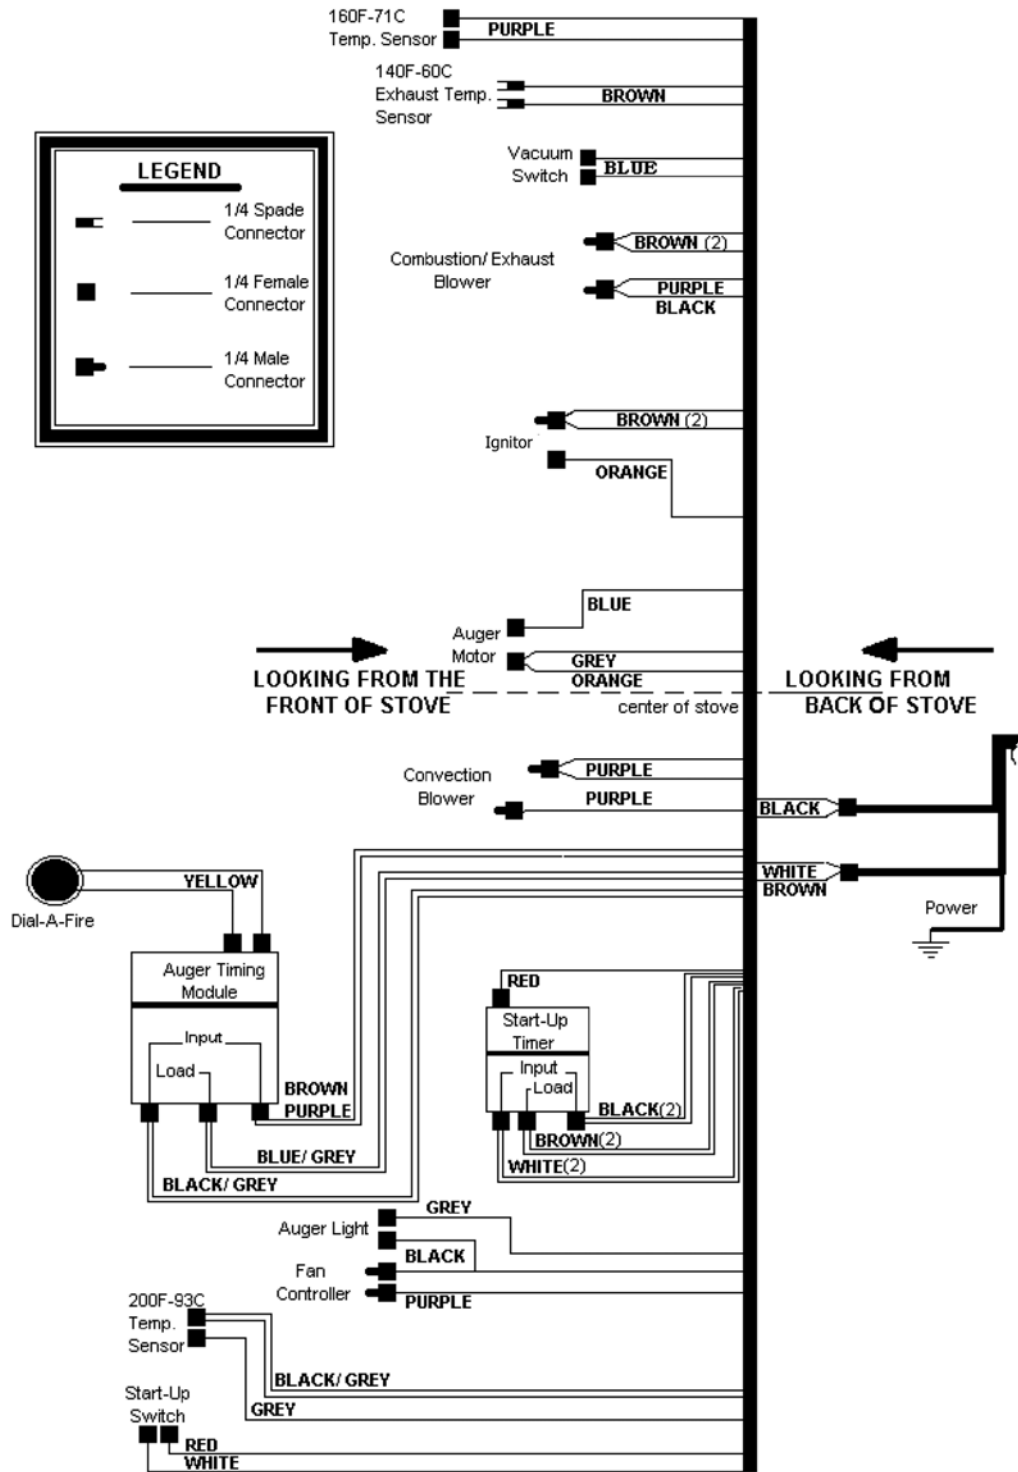 160F-71C
Temp. Sensor
PURPLE
140F-60C
Exhaust Temp.
Sensor
BROWN
Vacuum
Switch
BLUE
LEGEND
1/4 Spade
Connector
1/4 Female
Connector
1/4 Male
Connector
BROWN (2)
Combustion/ Exhaust
Blower
PURPLE
BLACK
BROWN (2)
Ignitor
ORANGE
BLUE
Auger
Motor
GREY
ORANGE
LOOKING FROM THE
FRONT OF STOVE
LOOKING FROM
BACK OF STOVE
center of stove
Convection
Blower
PURPLE
PURPLE
BLACK
WHITE
BROWN
Power
YELLOW
Dial-A-Fire
Auger Timing
Module
Input
Load
BROWN
PURPLE
BLUE/ GREY
BLACK/ GREY
RED
Start-Up
Timer
Input
Load
BLACK(2)
BROWN(2)
WHITE(2)
GREY
Auger Light
BLACK
Fan
Controller
PURPLE
200F-93C
Temp.
Sensor
BLACK/ GREY
GREY
Start-Up
Switch
RED
WHITE